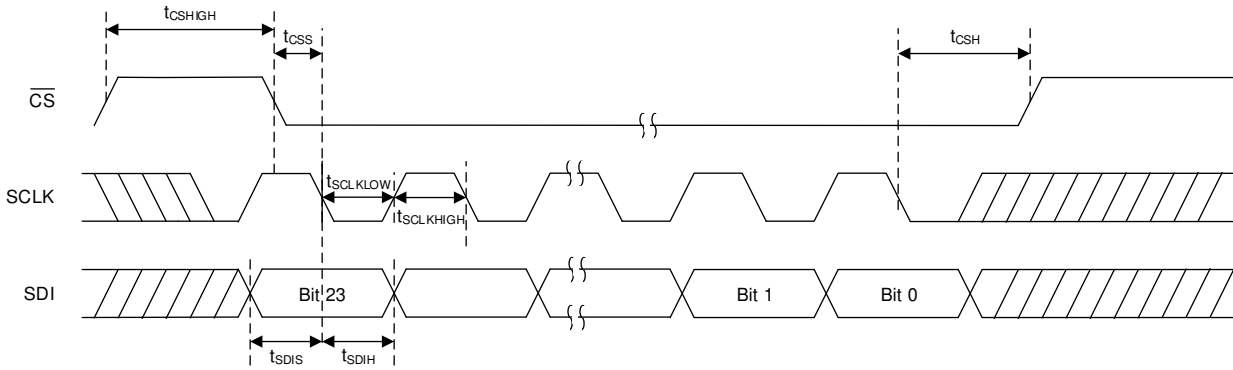 tCSHIGH
tCSS
tCSH
CS
SCLK
tSCLKLOW
tSCLKHIGH
SDI
Bit 23
Bit 1
Bit 0
tSDIS
tSDIH